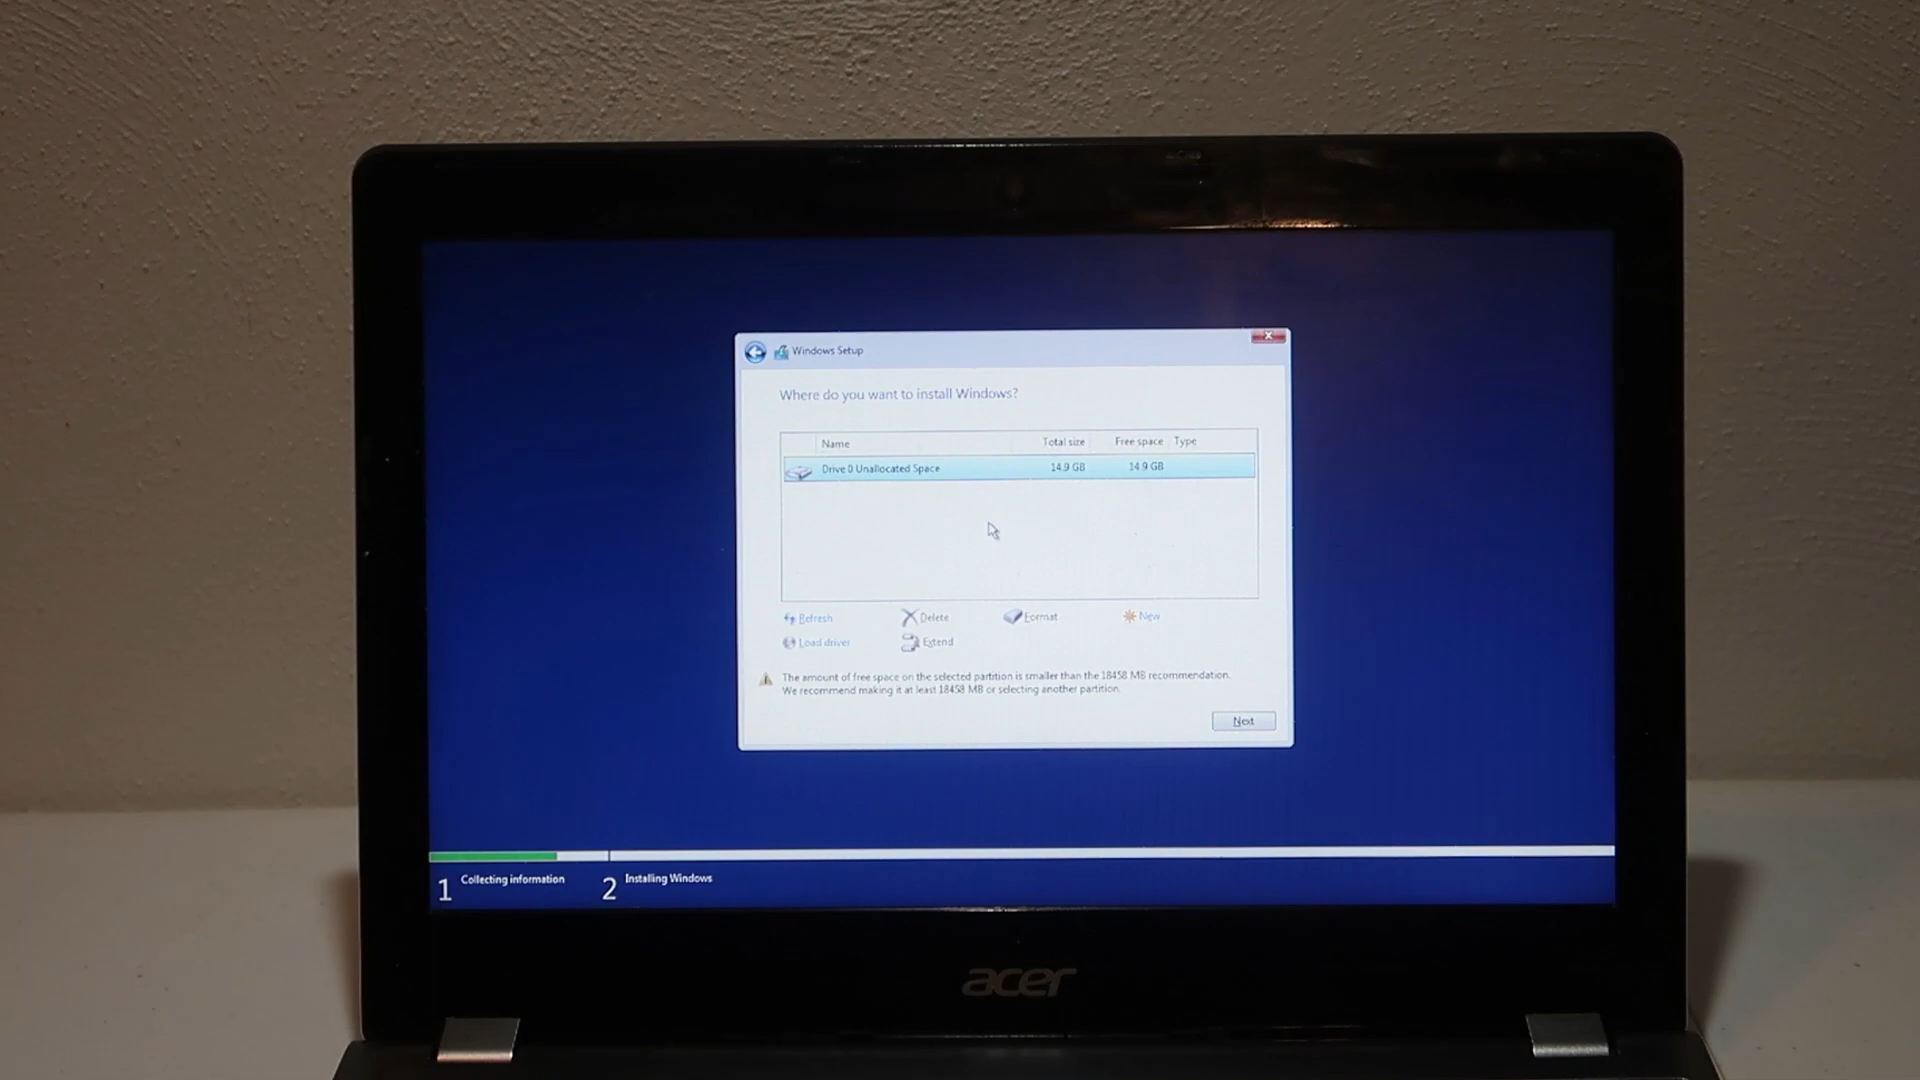 Windows Setup
Where do you want to install Windows?
Name Total size Free space Type
Drive 0 Unallocated Space 14.9 GB 14.9 GB
Refresh Delete Format New
Load driver Extend
The amount of free space on the selected partition is smaller than the 18458 MB recommendation.
We recommend making it at least 18458 MB or selecting another partition.
Next
1 Collecting information 2 Installing Windows
acer